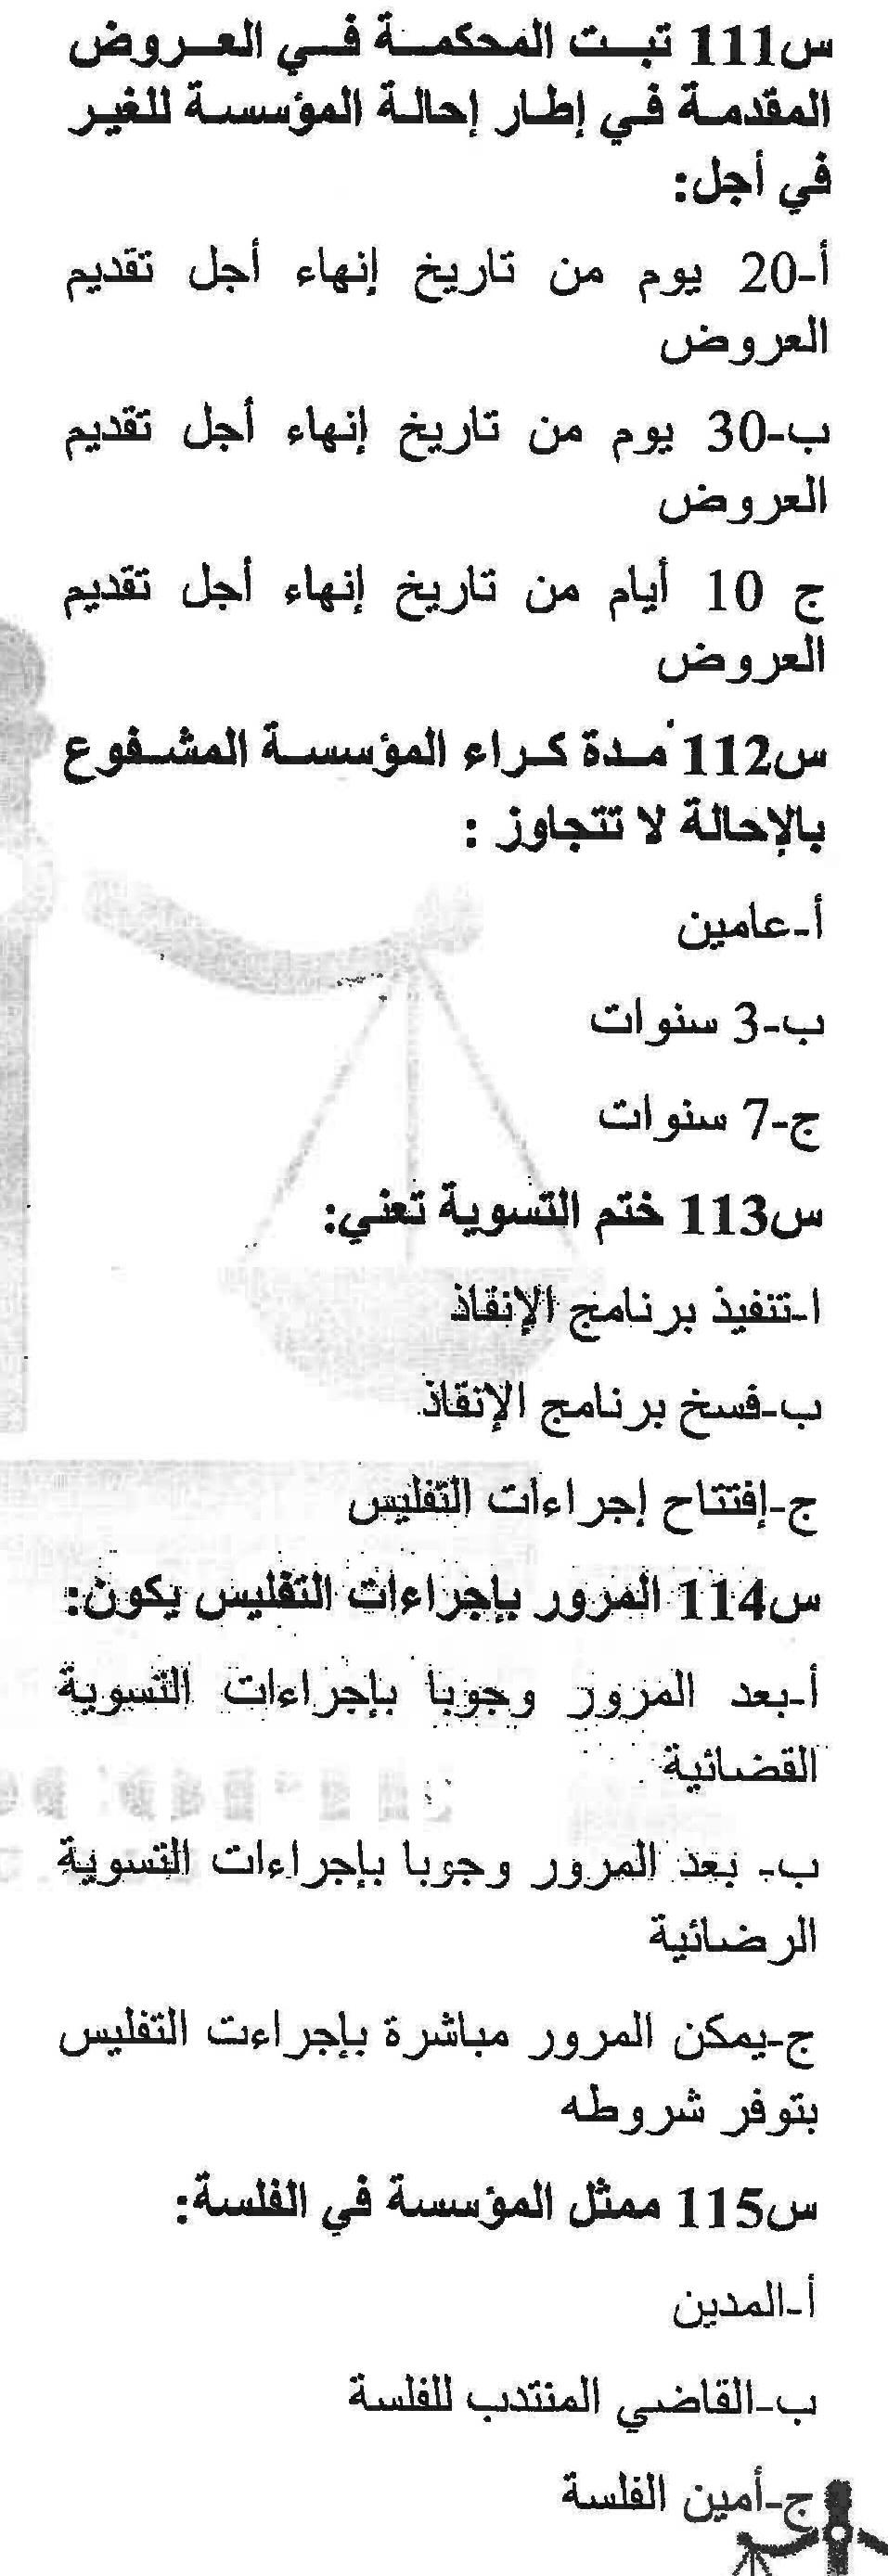 س111 تبت المحكمة في العروض
المقدمة في إطار إحالة المؤسسة للغير
في أجل:
أ-20 يوم من تاريخ إنهاء أجل تقديم
العروض
ب-30 يوم من تاريخ إنهاء أجل تقديم
العروض
ج 10 أيام من تاريخ إنهاء أجل تقديم
العروض
س112 مدة كراء المؤسسة المشفوع
بالإحالة لا تتجاوز :
أ-عامين
ب-3 سنوات
ج-7 سنوات
س113 ختم التسوية تعني:
ا-تنفيذ برنامج الإنقاذ
ب-فسخ برنامج الإنقاذ
ج-إفتتاح إجراءات التفليس
س114 المرور بإجراءات التفليس يكون:
أ-بعد المرور وجوبا بإجراءات التسوية
القضائية
ب- بعد المرور وجوبا بإجراءات التسوية
الرضائية
ج-يمكن المرور مباشرة بإجراءت التفليس
بتوفر شروطه
س115 ممثل المؤسسة في الفلسة:
أ-المدين
ب-القاضي المنتدب للفلسة
ج-أمين الفلسة